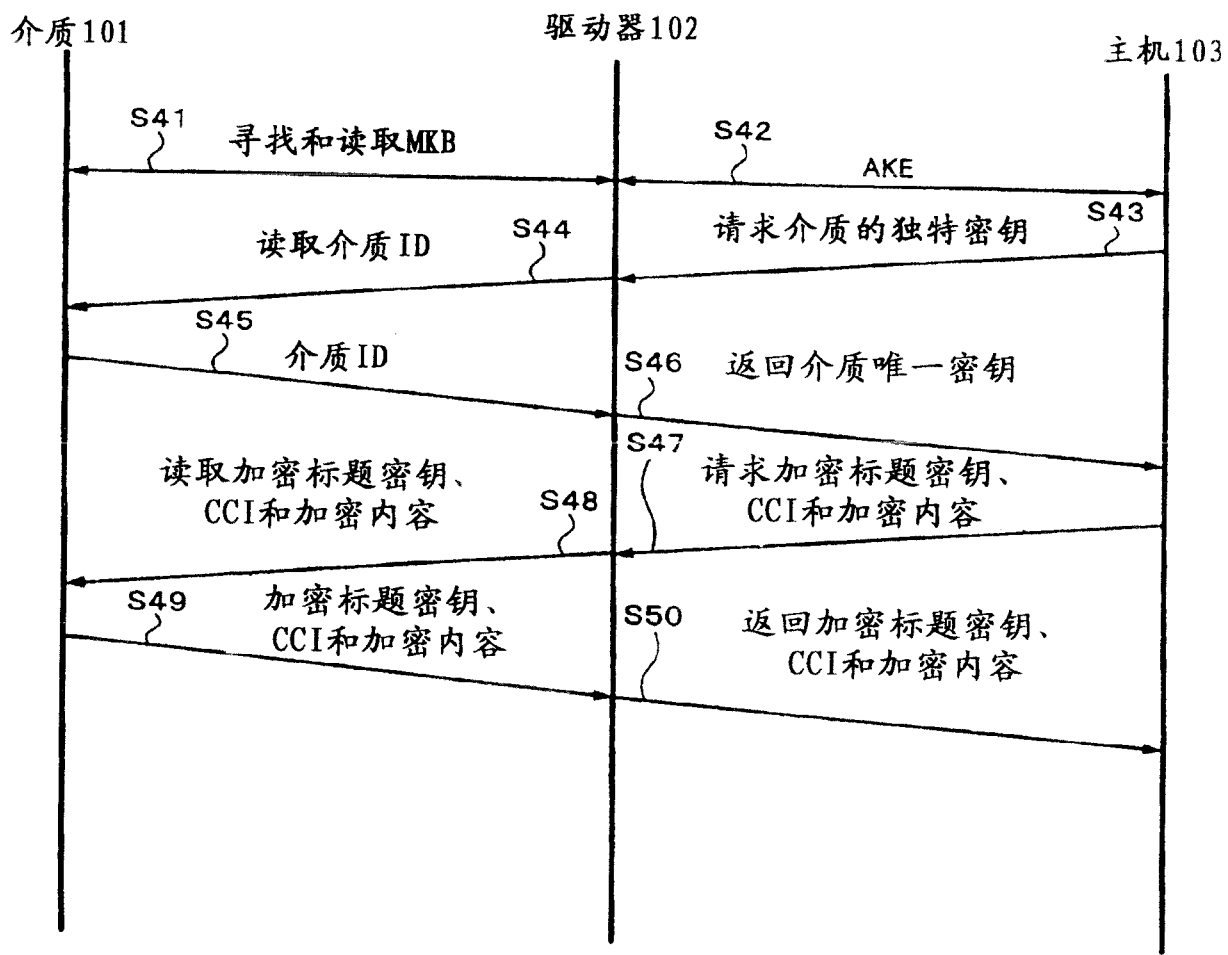 介质101
驱动器102
主机103
S41
寻找和读取MKB
S42
AKE
读取介质ID
S44
请求介质的独特密钥
S43
S45
介质ID
S46
返回介质唯一密钥
读取加密标题密钥、
CCI和加密内容
S48
S47
请求加密标题密钥、
CCI和加密内容
S49
加密标题密钥、
CCI和加密内容
S50
返回加密标题密钥、
CCI和加密内容